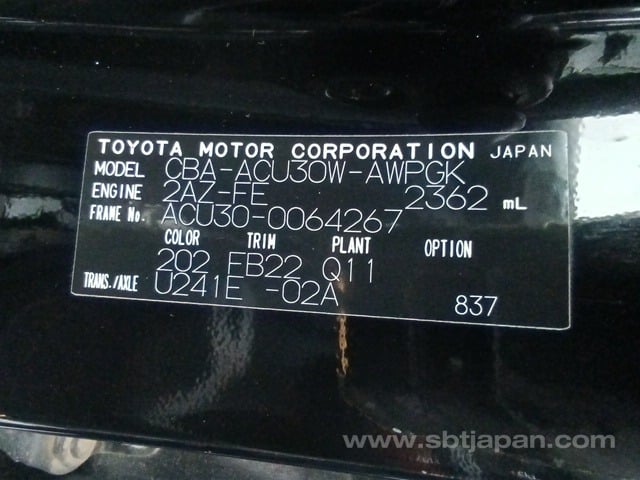 TOYOTA MOTOR CORPORATION JAPAN
MODEL CBA-ACU30W-AWPGK
ENGINE 2AZ-FE 2362 mL
FRAME No. ACU30-0064267
COLOR TRIM PLANT OPTION
202 FB22 Q11
TRANS./AXLE U241E -02A
837
www.sbtjapan.com